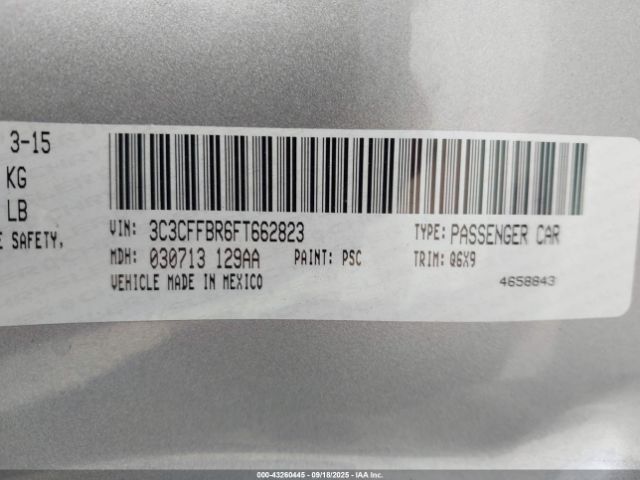 3-15
KG
LB
E SAFETY,
VIN: 3C3CFFBR6FT662823 TYPE: PASSENGER CAR
MDH: 030713 129AA PAINT: PSC TRIM: Q6X9
VEHICLE MADE IN MEXICO 4658843
000-43260445 - 09/18/2025 - © IAA, Inc.